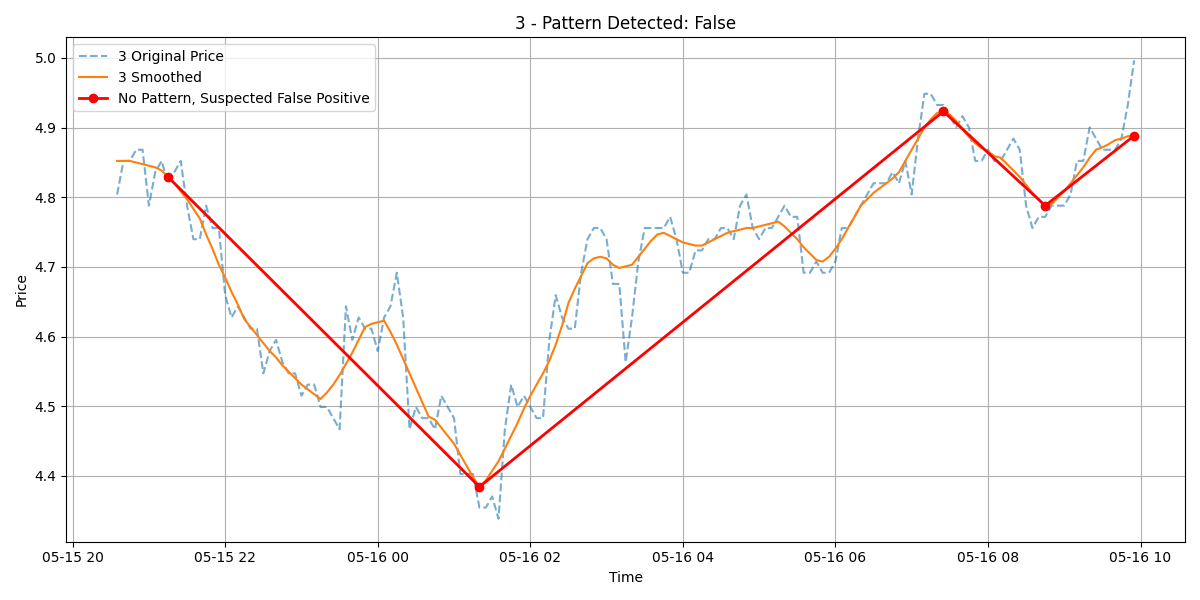 3 - Pattern Detected: False
3 Original Price
3 Smoothed
No Pattern, Suspected False Positive
Price
5.0
4.9
4.8
4.7
4.6
4.5
4.4
05-15 20
05-15 22
05-16 00
05-16 02
05-16 04
05-16 06
05-16 08
05-16 10
Time